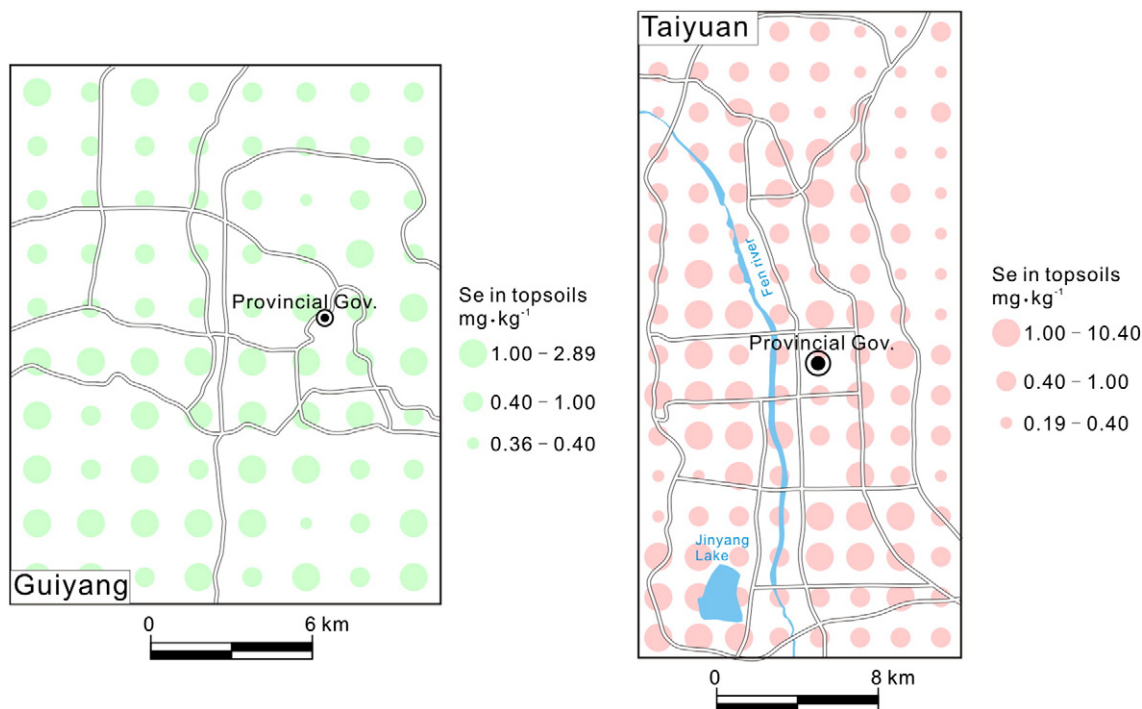 Guiyang
Provincial Gov.
0 6 km
Se in topsoils
mg·kg⁻¹
1.00 – 2.89
0.40 – 1.00
0.36 – 0.40
Taiyuan
Fen river
Provincial Gov.
Jinyang
Lake
0 8 km
Se in topsoils
mg·kg⁻¹
1.00 – 10.40
0.40 – 1.00
0.19 – 0.40